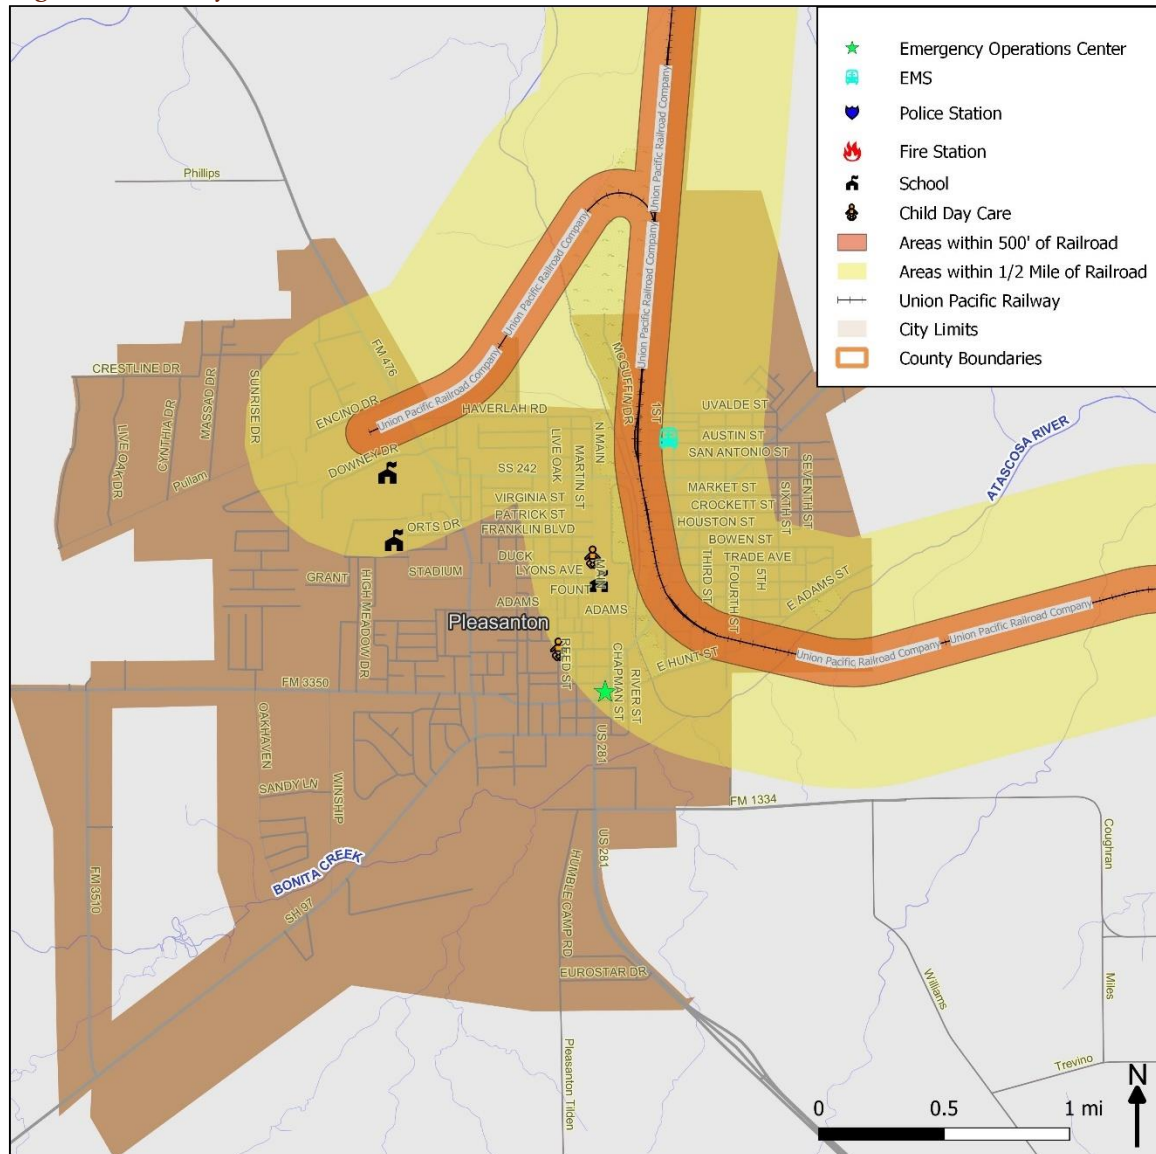 Emergency Operations Center
EMS
Police Station
Fire Station
School
Child Day Care
Areas within 500' of Railroad
Areas within 1/2 Mile of Railroad
Union Pacific Railway
City Limits
County Boundaries
Phillips
Union Pacific Railroad Company
Union Pacific Railroad Company
Union Pacific Railroad Company
Union Pacific Railroad Company
Union Pacific Railroad Company
FM 476
CRESTLINE DR
LIVE OAK DR
CYNTHIA DR
MASSAD DR
SUNRISE DR
ENCINO DR
HAVERLAH RD
DOWNEY DR
Pullam
MCGUFFIN DR
N MAIN
1ST
UVALDE ST
AUSTIN ST
SAN ANTONIO ST
LIVE OAK
MARTIN ST
SS 242
VIRGINIA ST
PATRICK ST
FRANKLIN BLVD
ORTS DR
MARKET ST
CROCKETT ST
HOUSTON ST
BOWEN ST
TRADE AVE
SIXTH ST
SEVENTH ST
ATASCOSA RIVER
DUCK
LYONS AVE
MAIN
FOUNT
STADIUM
GRANT
HIGH MEADOW DR
ADAMS
ADAMS
THIRD ST
FOURTH ST
5TH
E ADAMS ST
Pleasanton
REED ST
CHAPMAN ST
RIVER ST
E HUNT ST
Union Pacific Railroad Company
Union Pacific Railroad Company
FM 3350
US 281
OAKHAVEN
SANDY LN
WINSHIP
FM 1334
US 281
Coughran
BONITA CREEK
FM 3510
SH 97
HUMBLE CAMP RD
EUROSTAR DR
Williams
Miles
Pleasanton Tilden
Trevino
N
0 0.5 1 mi